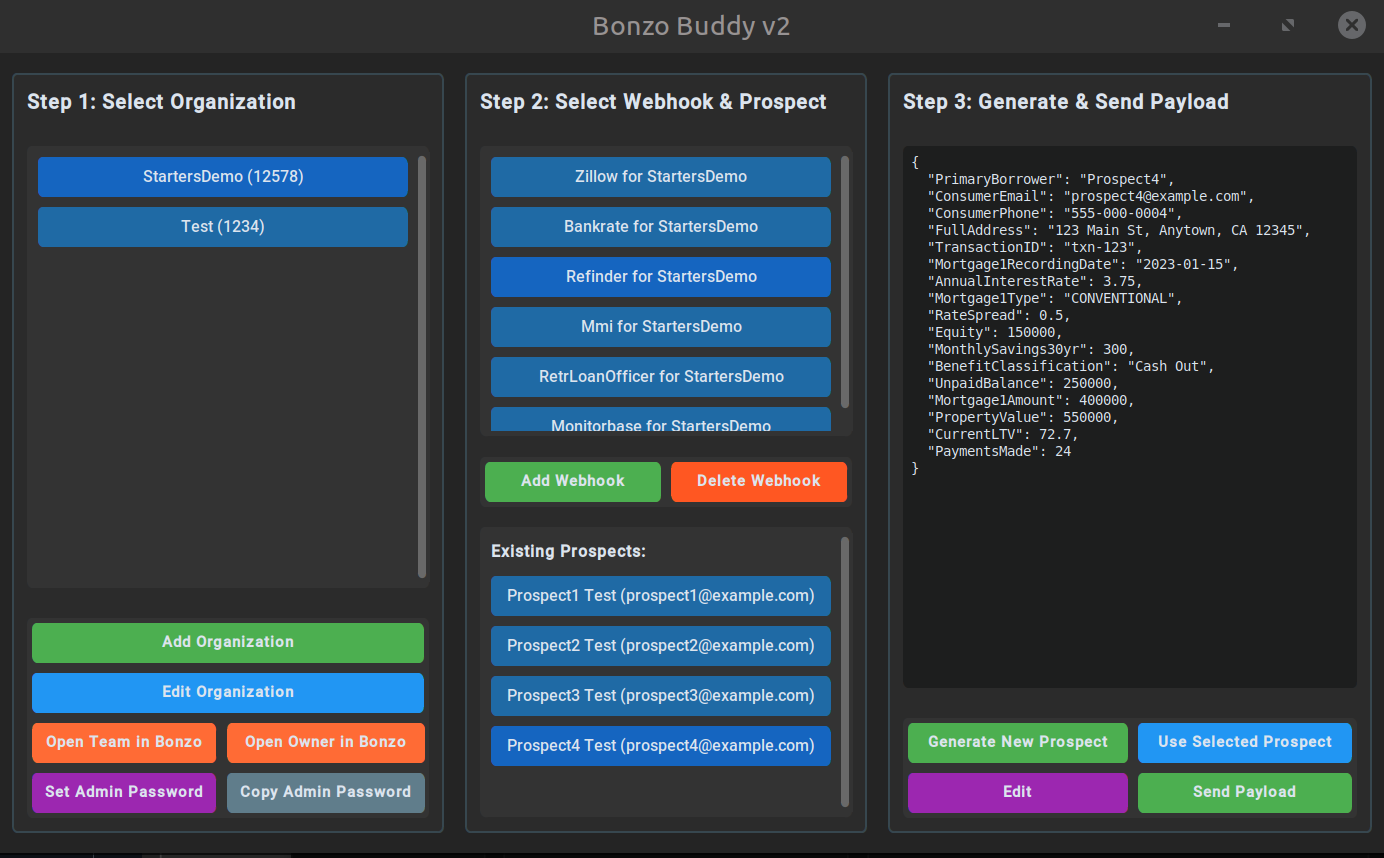 Bonzo Buddy v2
Step 1: Select Organization
StartersDemo (12578)
Test (1234)
Add Organization
Edit Organization
Open Team in Bonzo
Open Owner in Bonzo
Set Admin Password
Copy Admin Password
Step 2: Select Webhook & Prospect
Zillow for StartersDemo
Bankrate for StartersDemo
Refinder for StartersDemo
Mmi for StartersDemo
RetrLoanOfficer for StartersDemo
Monitorbase for StartersDemo
Add Webhook
Delete Webhook
Existing Prospects:
Prospect1 Test (prospect1@example.com)
Prospect2 Test (prospect2@example.com)
Prospect3 Test (prospect3@example.com)
Prospect4 Test (prospect4@example.com)
Step 3: Generate & Send Payload
{
  "PrimaryBorrower": "Prospect4",
  "ConsumerEmail": "prospect4@example.com",
  "ConsumerPhone": "555-000-0004",
  "FullAddress": "123 Main St, Anytown, CA 12345",
  "TransactionID": "txn-123",
  "Mortgage1RecordingDate": "2023-01-15",
  "AnnualInterestRate": 3.75,
  "Mortgage1Type": "CONVENTIONAL",
  "RateSpread": 0.5,
  "Equity": 150000,
  "MonthlySavings30yr": 300,
  "BenefitClassification": "Cash Out",
  "UnpaidBalance": 250000,
  "Mortgage1Amount": 400000,
  "PropertyValue": 550000,
  "CurrentLTV": 72.7,
  "PaymentsMade": 24
}
Generate New Prospect
Use Selected Prospect
Edit
Send Payload